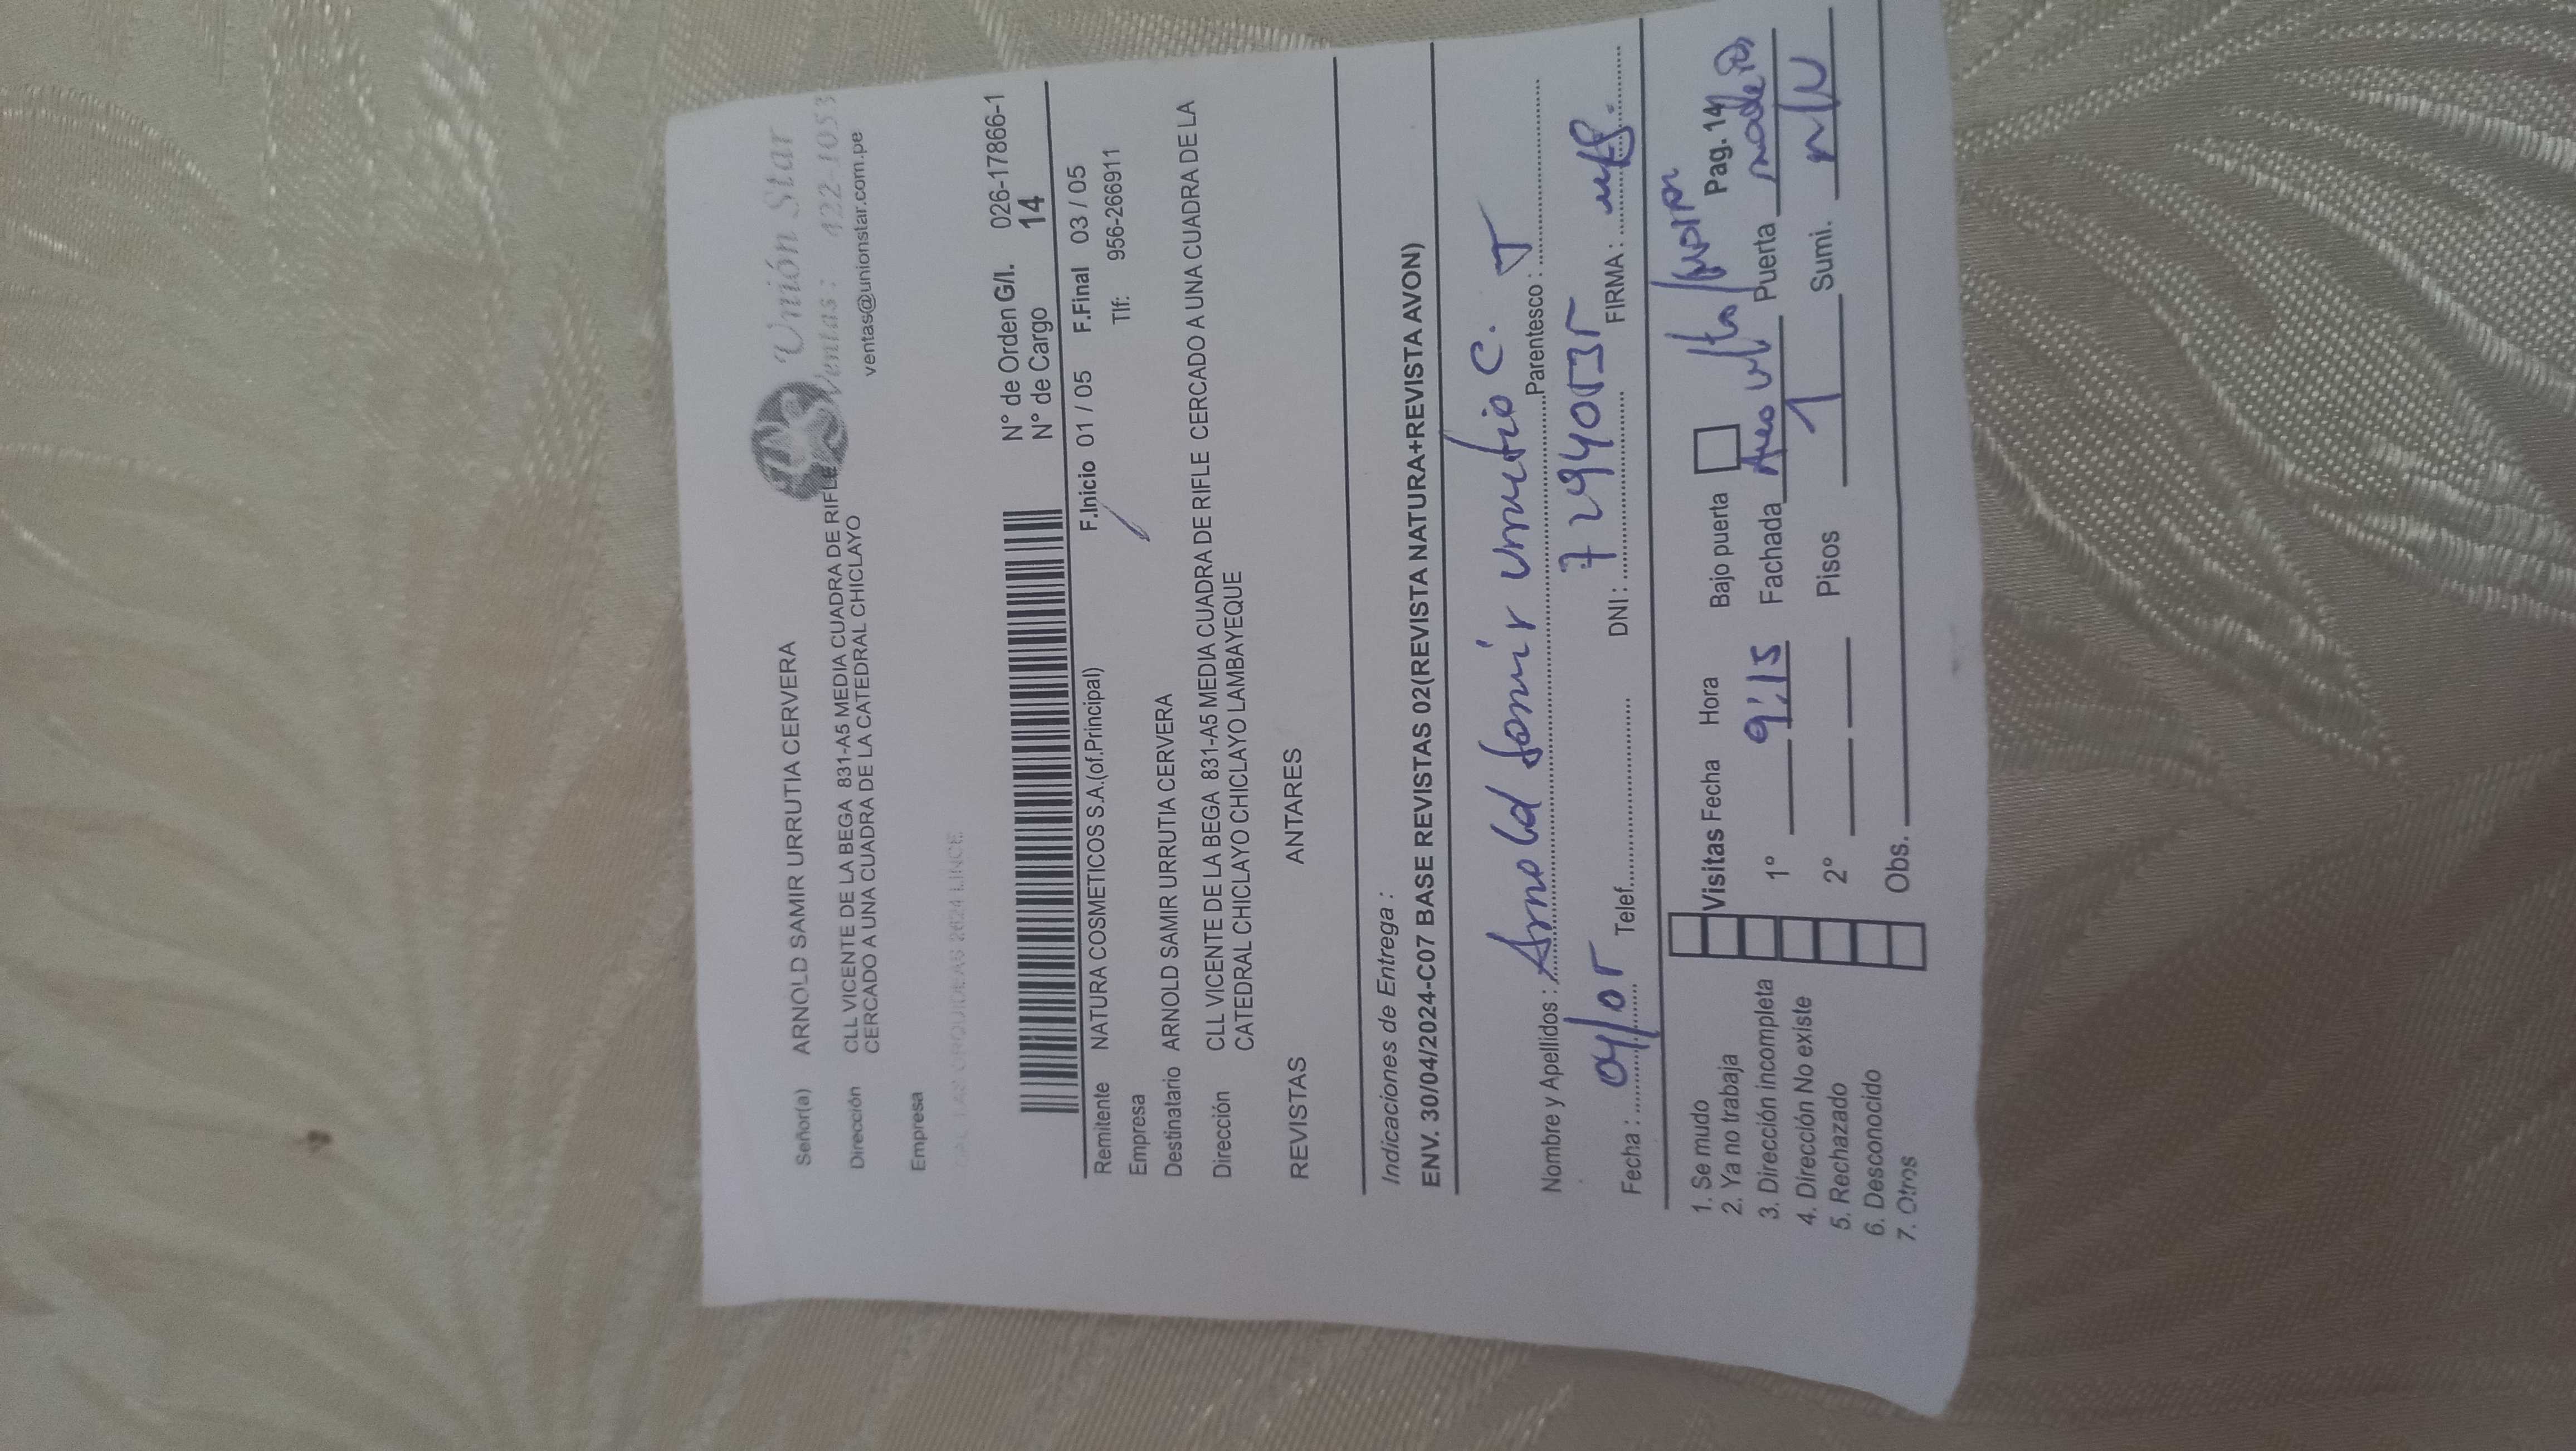 Unión Star
Ventas: 422-1053
ventas@unionstar.com.pe
Señor(a) ARNOLD SAMIR URRUTIA CERVERA
Dirección CLL VICENTE DE LA BEGA 831-A5 MEDIA CUADRA DE RIFLE
CERCADO A UNA CUADRA DE LA CATEDRAL CHICLAYO
Empresa
2624 LINCE
N° de Orden G/I. 026-17866-1
N° de Cargo 14
Remitente NATURA COSMETICOS S.A.(of.Principal) F.Inicio 01 / 05 F.Final 03 / 05
Empresa Tlf: 956-266911
Destinatario ARNOLD SAMIR URRUTIA CERVERA
Dirección CLL VICENTE DE LA BEGA 831-A5 MEDIA CUADRA DE RIFLE CERCADO A UNA CUADRA DE LA
CATEDRAL CHICLAYO CHICLAYO LAMBAYEQUE
REVISTAS ANTARES
Indicaciones de Entrega :
ENV. 30/04/2024-C07 BASE REVISTAS 02(REVISTA NATURA+REVISTA AVON)
Nombre y Apellidos : Arnold Samir Urrutia C. Parentesco : T
Fecha : 04/05 Telef. DNI : FIRMA :
1. Se mudo
2. Ya no trabaja
3. Dirección incompleta
4. Dirección No existe
5. Rechazado
6. Desconocido
7. Otros
Visitas Fecha Hora Bajo puerta Pag. 14
1° 9:15 Fachada Puerta madera
2° Pisos 1 Sumi. N/N
Obs.